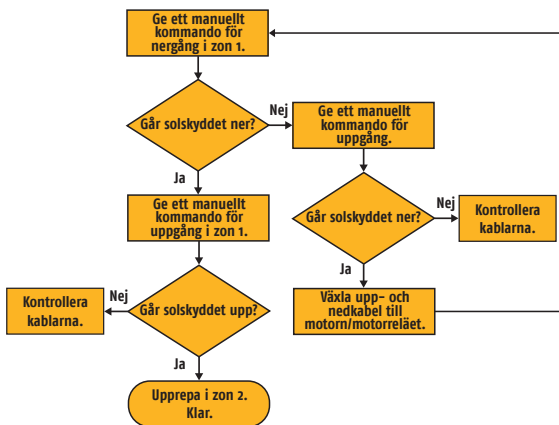 Ge ett manuellt
kommando för
nergång i zon 1.
Går solskyddet ner?
Nej
Ge ett manuellt
kommando för
uppgång.
Ja
Ge ett manuellt
kommando för
uppgång i zon 1.
Går solskyddet ner?
Nej
Kontrollera
kablarna.
Ja
Växla upp- och
nedkabel till
motorn/motorreläet.
Går solskyddet upp?
Nej
Kontrollera
kablarna.
Ja
Upprepa i zon 2.
Klar.